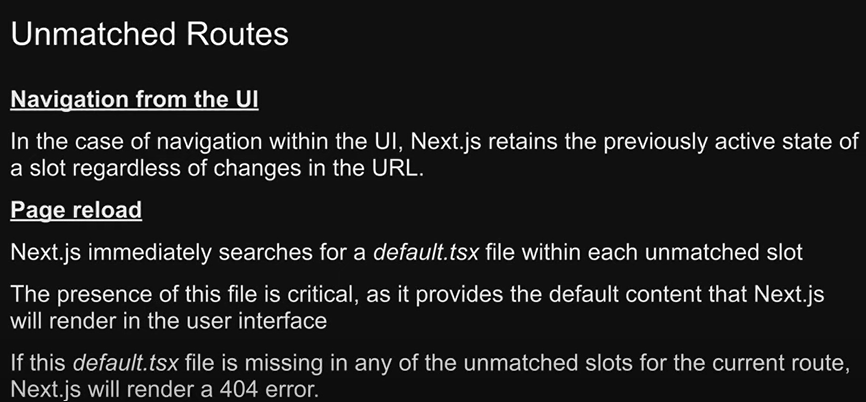 Unmatched Routes
Navigation from the UI
In the case of navigation within the UI, Next.js retains the previously active state of
a slot regardless of changes in the URL.
Page reload
Next.js immediately searches for a default.tsx file within each unmatched slot
The presence of this file is critical, as it provides the default content that Next.js
will render in the user interface
If this default.tsx file is missing in any of the unmatched slots for the current route,
Next.js will render a 404 error.